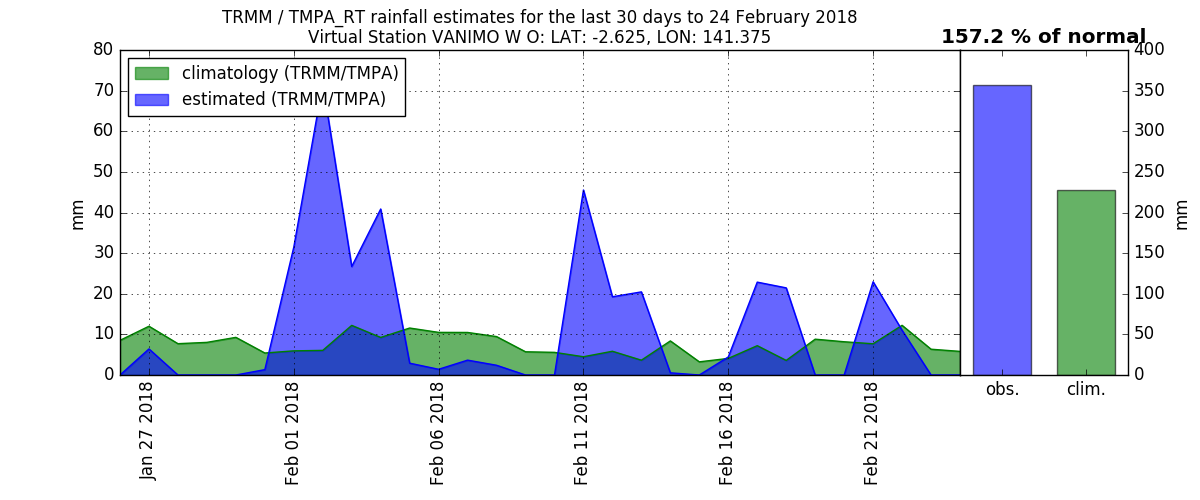 TRMM / TMPA_RT rainfall estimates for the last 30 days to 24 February 2018
Virtual Station VANIMO W O: LAT: -2.625, LON: 141.375
157.2 % of normal
climatology (TRMM/TMPA)
estimated (TRMM/TMPA)
mm
80
70
60
50
40
30
20
10
0
Jan 27 2018
Feb 01 2018
Feb 06 2018
Feb 11 2018
Feb 16 2018
Feb 21 2018
400
350
300
250
200
150
100
50
0
mm
obs.
clim.